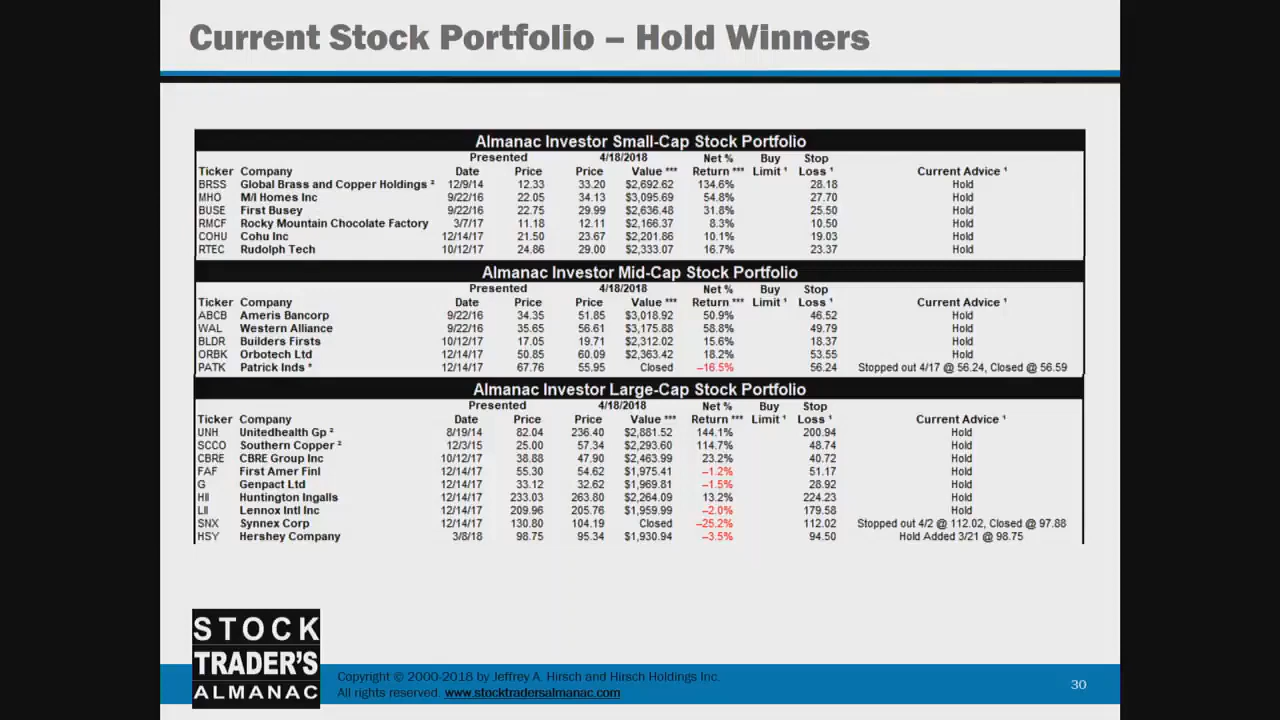 Current Stock Portfolio – Hold Winners
Almanac Investor Small-Cap Stock Portfolio
Presented 4/18/2018 Net % Buy Stop
Ticker Company Date Price Price Value *** Return *** Limit ¹ Loss ¹ Current Advice ¹
BRSS Global Brass and Copper Holdings ² 12/9/14 12.33 33.20 $2,692.62 134.6% 28.18 Hold
MHO M/I Homes Inc 9/22/16 22.05 34.13 $3,095.69 54.8% 27.70 Hold
BUSE First Busey 9/22/16 22.75 29.99 $2,636.48 31.8% 25.50 Hold
RMCF Rocky Mountain Chocolate Factory 3/7/17 11.18 12.11 $2,166.37 8.3% 10.50 Hold
COHU Cohu Inc 12/14/17 21.50 23.67 $2,201.86 10.1% 19.03 Hold
RTEC Rudolph Tech 10/12/17 24.86 29.00 $2,333.07 16.7% 23.37 Hold
Almanac Investor Mid-Cap Stock Portfolio
Presented 4/18/2018 Net % Buy Stop
Ticker Company Date Price Price Value *** Return *** Limit ¹ Loss ¹ Current Advice ¹
ABCB Ameris Bancorp 9/22/16 34.35 51.85 $3,018.92 50.9% 46.52 Hold
WAL Western Alliance 9/22/16 35.65 56.61 $3,175.88 58.8% 49.79 Hold
BLDR Builders Firsts 10/12/17 17.05 19.71 $2,312.02 15.6% 18.37 Hold
ORBK Orbotech Ltd 12/14/17 50.85 60.09 $2,363.42 18.2% 53.55 Hold
PATK Patrick Inds * 12/14/17 67.76 55.95 Closed –16.5% 56.24 Stopped out 4/17 @ 56.24, Closed @ 56.59
Almanac Investor Large-Cap Stock Portfolio
Presented 4/18/2018 Net % Buy Stop
Ticker Company Date Price Price Value *** Return *** Limit ¹ Loss ¹ Current Advice ¹
UNH Unitedhealth Gp ² 8/19/14 82.04 236.40 $2,881.52 144.1% 200.94 Hold
SCCO Southern Copper ² 12/3/15 25.00 57.34 $2,293.60 114.7% 48.74 Hold
CBRE CBRE Group Inc 10/12/17 38.88 47.90 $2,463.99 23.2% 40.72 Hold
FAF First Amer Finl 12/14/17 55.30 54.62 $1,975.41 –1.2% 51.17 Hold
G Genpact Ltd 12/14/17 33.12 32.62 $1,969.81 –1.5% 28.92 Hold
HII Huntington Ingalls 12/14/17 233.03 263.80 $2,264.09 13.2% 224.23 Hold
LII Lennox Intl Inc 12/14/17 209.96 205.76 $1,959.99 –2.0% 179.58 Hold
SNX Synnex Corp 12/14/17 130.80 104.19 Closed –25.2% 112.02 Stopped out 4/2 @ 112.02, Closed @ 97.88
HSY Hershey Company 3/8/18 98.75 95.34 $1,930.94 –3.5% 94.50 Hold Added 3/21 @ 98.75
STOCK
TRADER'S
ALMANAC
Copyright © 2000-2018 by Jeffrey A. Hirsch and Hirsch Holdings Inc.
All rights reserved. www.stocktradersalmanac.com
30